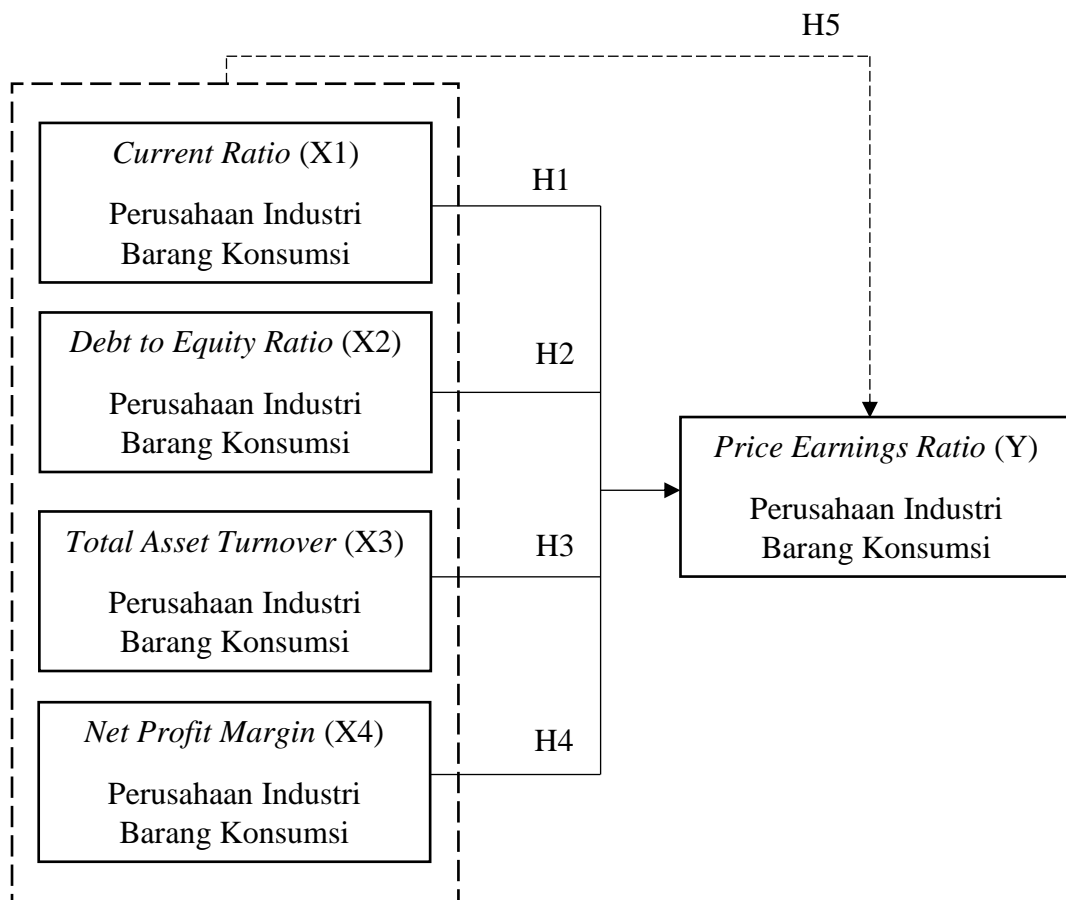 H5
Current Ratio (X1)
Perusahaan Industri
Barang Konsumsi
H1
Debt to Equity Ratio (X2)
Perusahaan Industri
Barang Konsumsi
H2
Total Asset Turnover (X3)
Perusahaan Industri
Barang Konsumsi
H3
Net Profit Margin (X4)
Perusahaan Industri
Barang Konsumsi
H4
Price Earnings Ratio (Y)
Perusahaan Industri
Barang Konsumsi